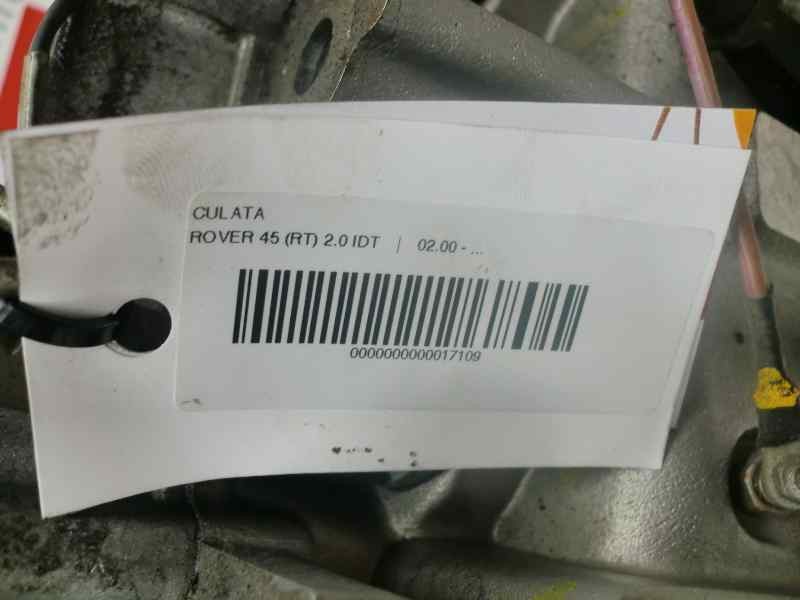 CULATA
ROVER 45 (RT) 2.0 IDT | 02.00 - ...
0000000000017109